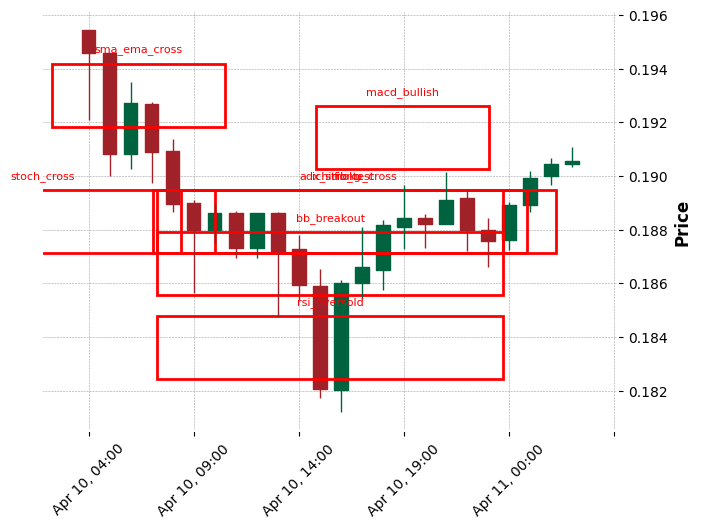 0.196
sma_ema_cross
0.194
macd_bullish
0.192
stoch_cross
0.190
bb_breakout
0.188
Price
0.186
0.184
0.182
Apr 10, 04:00
Apr 10, 09:00
Apr 10, 14:00
Apr 10, 19:00
Apr 11, 00:00